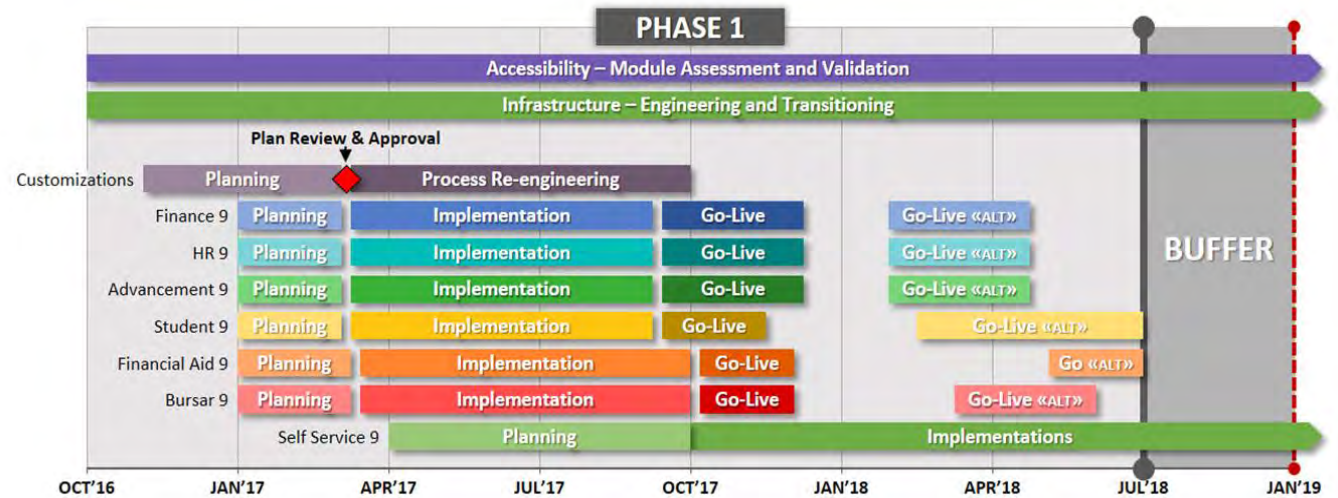 PHASE 1
Accessibility – Module Assessment and Validation
Infrastructure – Engineering and Transitioning
Plan Review & Approval
Customizations Planning Process Re-engineering
Finance 9 Planning Implementation Go-Live Go-Live «ALT»
HR 9 Planning Implementation Go-Live Go-Live «ALT»
BUFFER
Advancement 9 Planning Implementation Go-Live Go-Live «ALT»
Student 9 Planning Implementation Go-Live Go-Live «ALT»
Financial Aid 9 Planning Implementation Go-Live Go «ALT»
Bursar 9 Planning Implementation Go-Live Go-Live «ALT»
Self Service 9 Planning Implementations
OCT'16 JAN'17 APR'17 JUL'17 OCT'17 JAN'18 APR'18 JUL'18 JAN'19